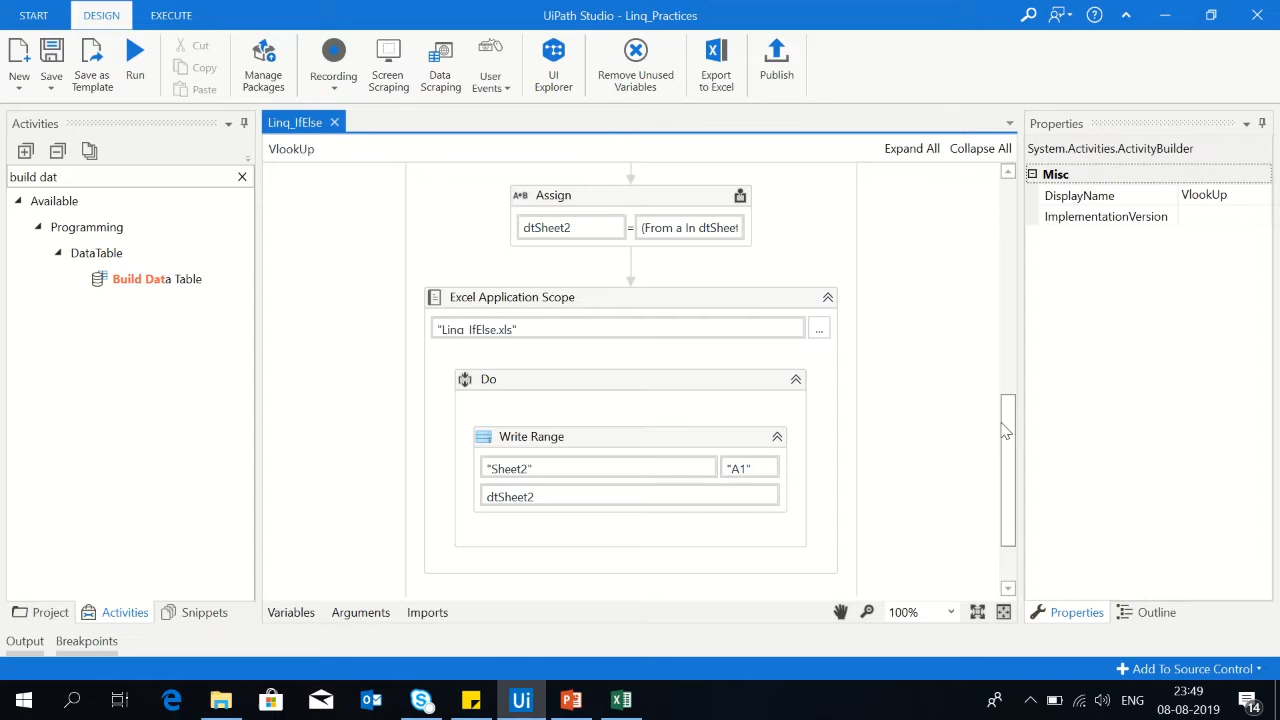 START DESIGN EXECUTE UiPath Studio - Linq_Practices
New Save Save as Template Run Cut Copy Paste Manage Packages Recording Screen Scraping Data Scraping User Events UI Explorer Remove Unused Variables Export to Excel Publish
Activities
build dat
Available
Programming
DataTable
Build Data Table
Project Activities Snippets
Linq_IfElse
VlookUp Expand All Collapse All
A*B Assign
dtSheet2 = (From a In dtSheet
Excel Application Scope
"Linq_IfElse.xls" ...
Do
Write Range
"Sheet2" "A1"
dtSheet2
Variables Arguments Imports 100%
Properties
System.Activities.ActivityBuilder
Misc
DisplayName VlookUp
ImplementationVersion
Properties Outline
Output Breakpoints
Add To Source Control
Ui ENG 23:49
08-08-2019 14